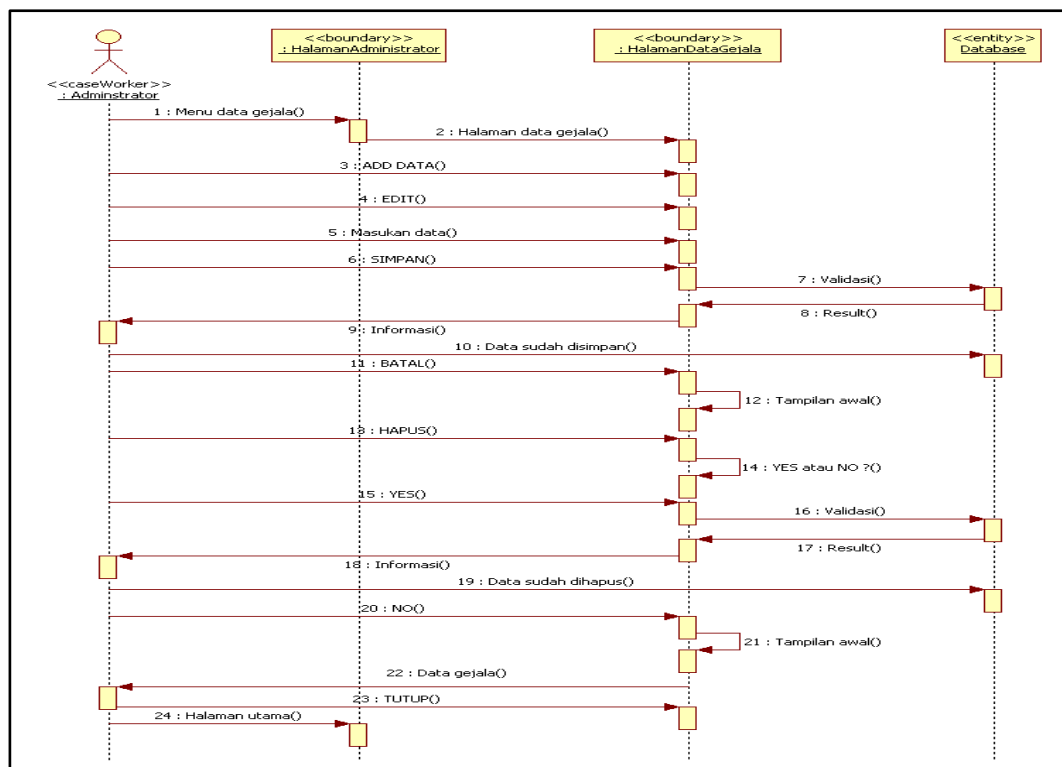 <<boundary>>
: HalamanAdministrator
<<boundary>>
: HalamanDataGejala
<<entity>>
Database
<<caseWorker>>
: Adminstrator
1 : Menu data gejala()
2 : Halaman data gejala()
3 : ADD DATA()
4 : EDIT()
5 : Masukan data()
6 : SIMPAN()
7 : Validasi()
8 : Result()
9 : Informasi()
10 : Data sudah disimpan()
11 : BATAL()
12 : Tampilan awal()
13 : HAPUS()
14 : YES atau NO ?()
15 : YES()
16 : Validasi()
17 : Result()
18 : Informasi()
19 : Data sudah dihapus()
20 : NO()
21 : Tampilan awal()
22 : Data gejala()
23 : TUTUP()
24 : Halaman utama()